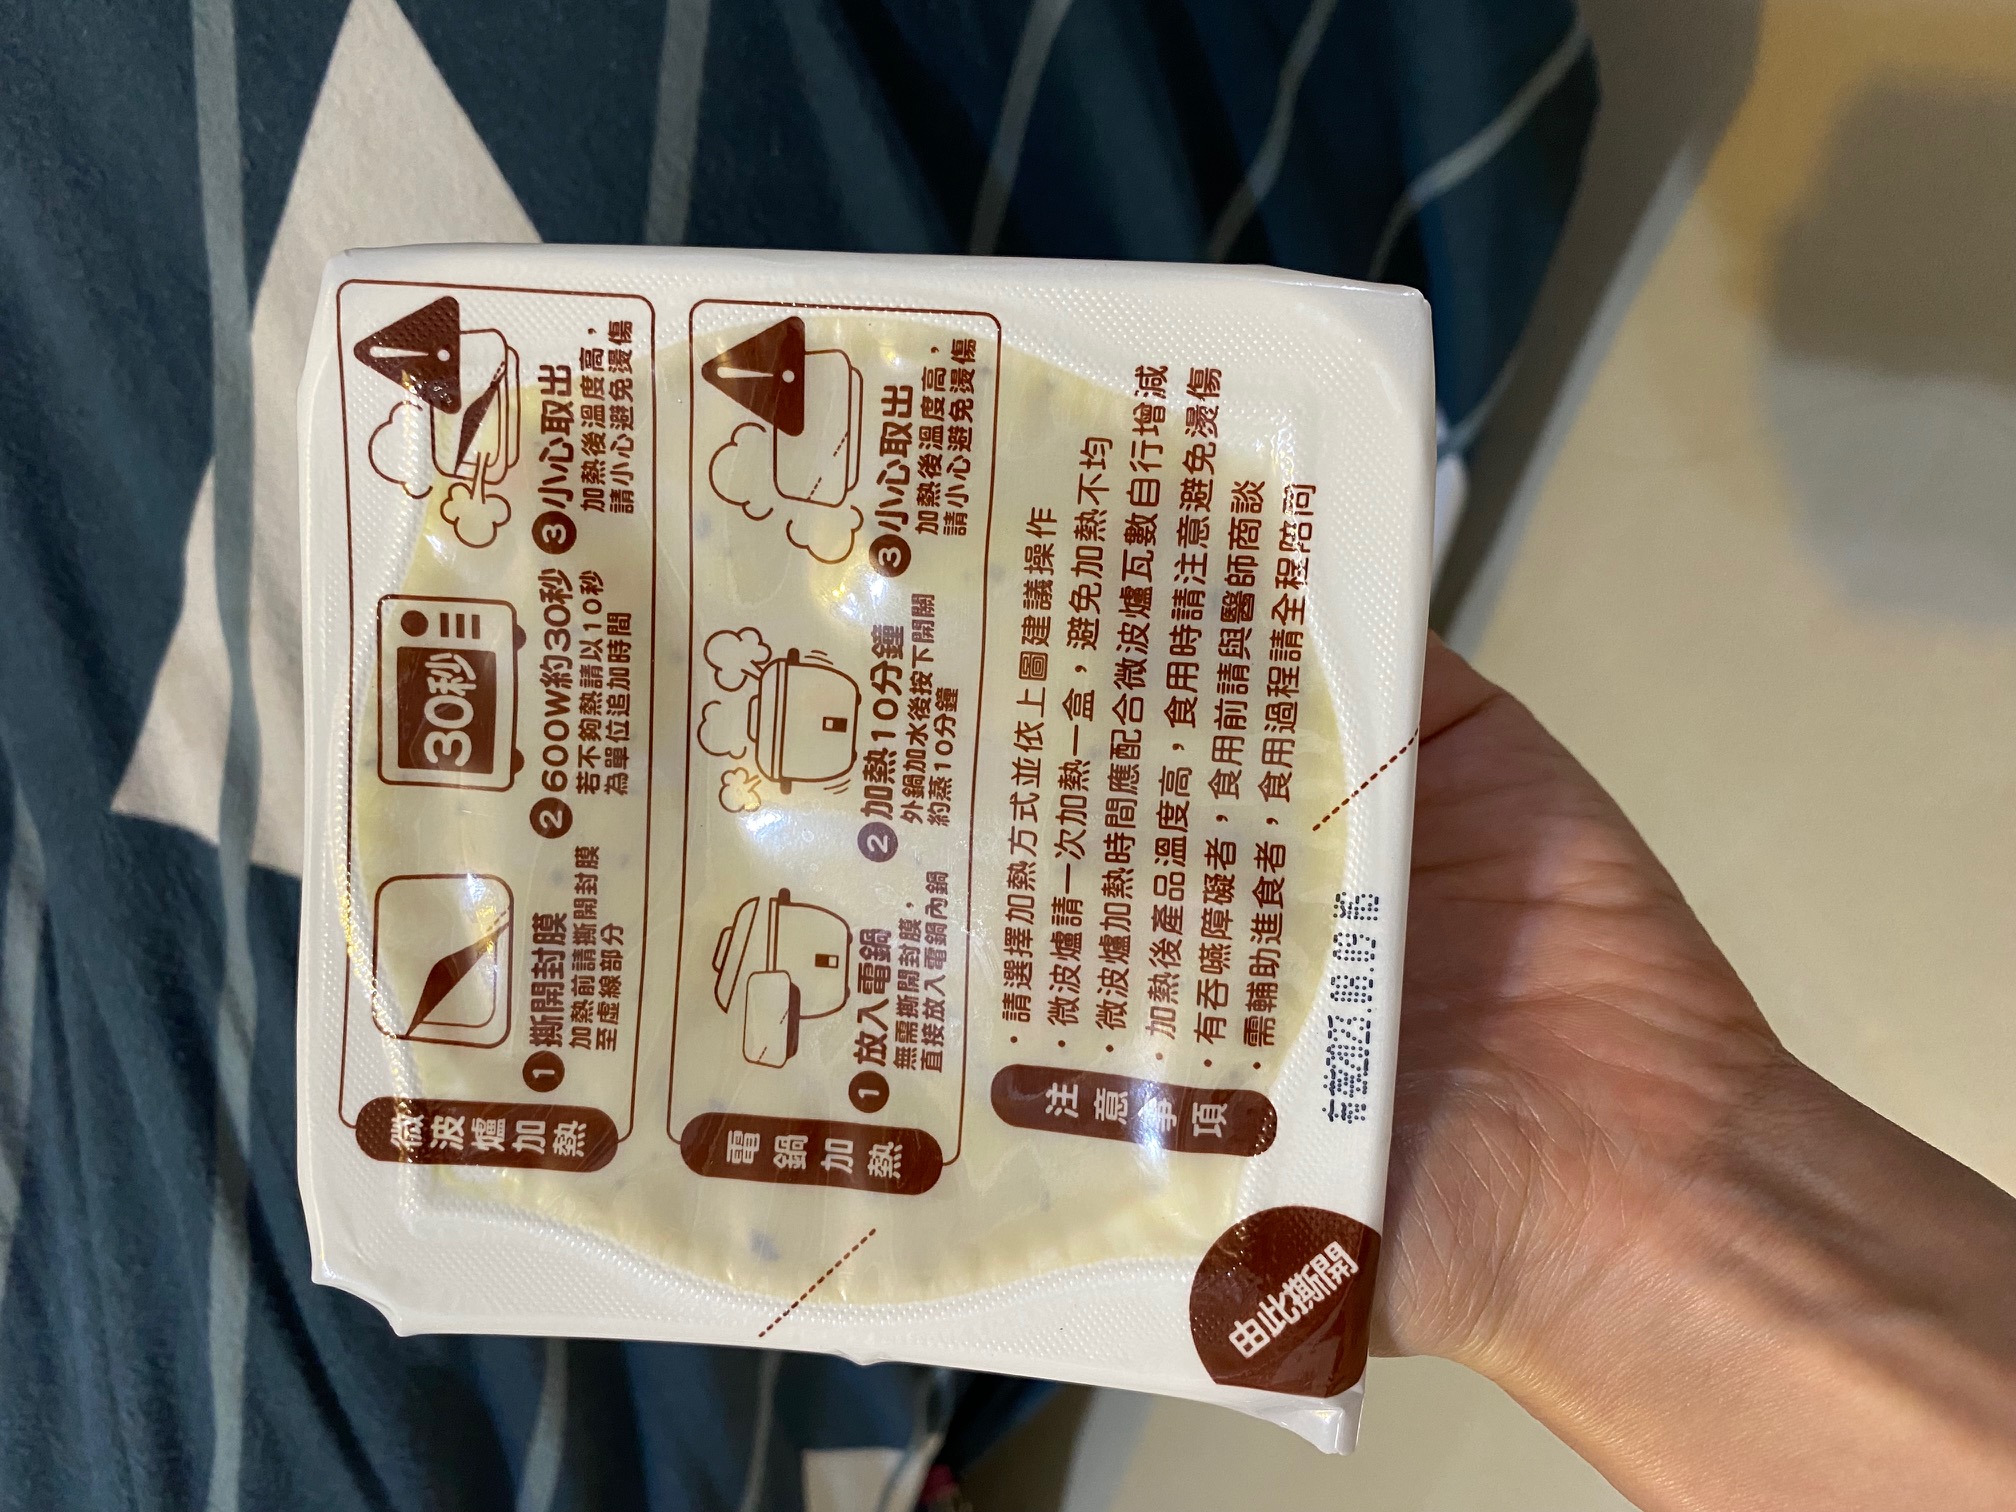 微波爐加熱
30秒
1 撕開封膜
加熱前請撕開封膜
至虛線部分
2 600W約30秒
若不夠熱請以10秒
為單位追加時間
3 小心取出
加熱後溫度高，
請小心避免燙傷
電鍋加熱
1 放入電鍋
無需撕開封膜，
直接放入電鍋內鍋
2 加熱10分鐘
外鍋加水後按下開關
約蒸10分鐘
3 小心取出
加熱後溫度高，
請小心避免燙傷
注意事項
・請選擇加熱方式並依上圖建議操作
・微波爐請一次加熱一盒，避免加熱不均
・微波爐加熱時間應配合微波爐瓦數自行增減
・加熱後產品溫度高，食用時請注意避免燙傷
・有吞嚥障礙者，食用前請與醫師商談
・需輔助進食者，食用過程請全程陪同
由此撕開